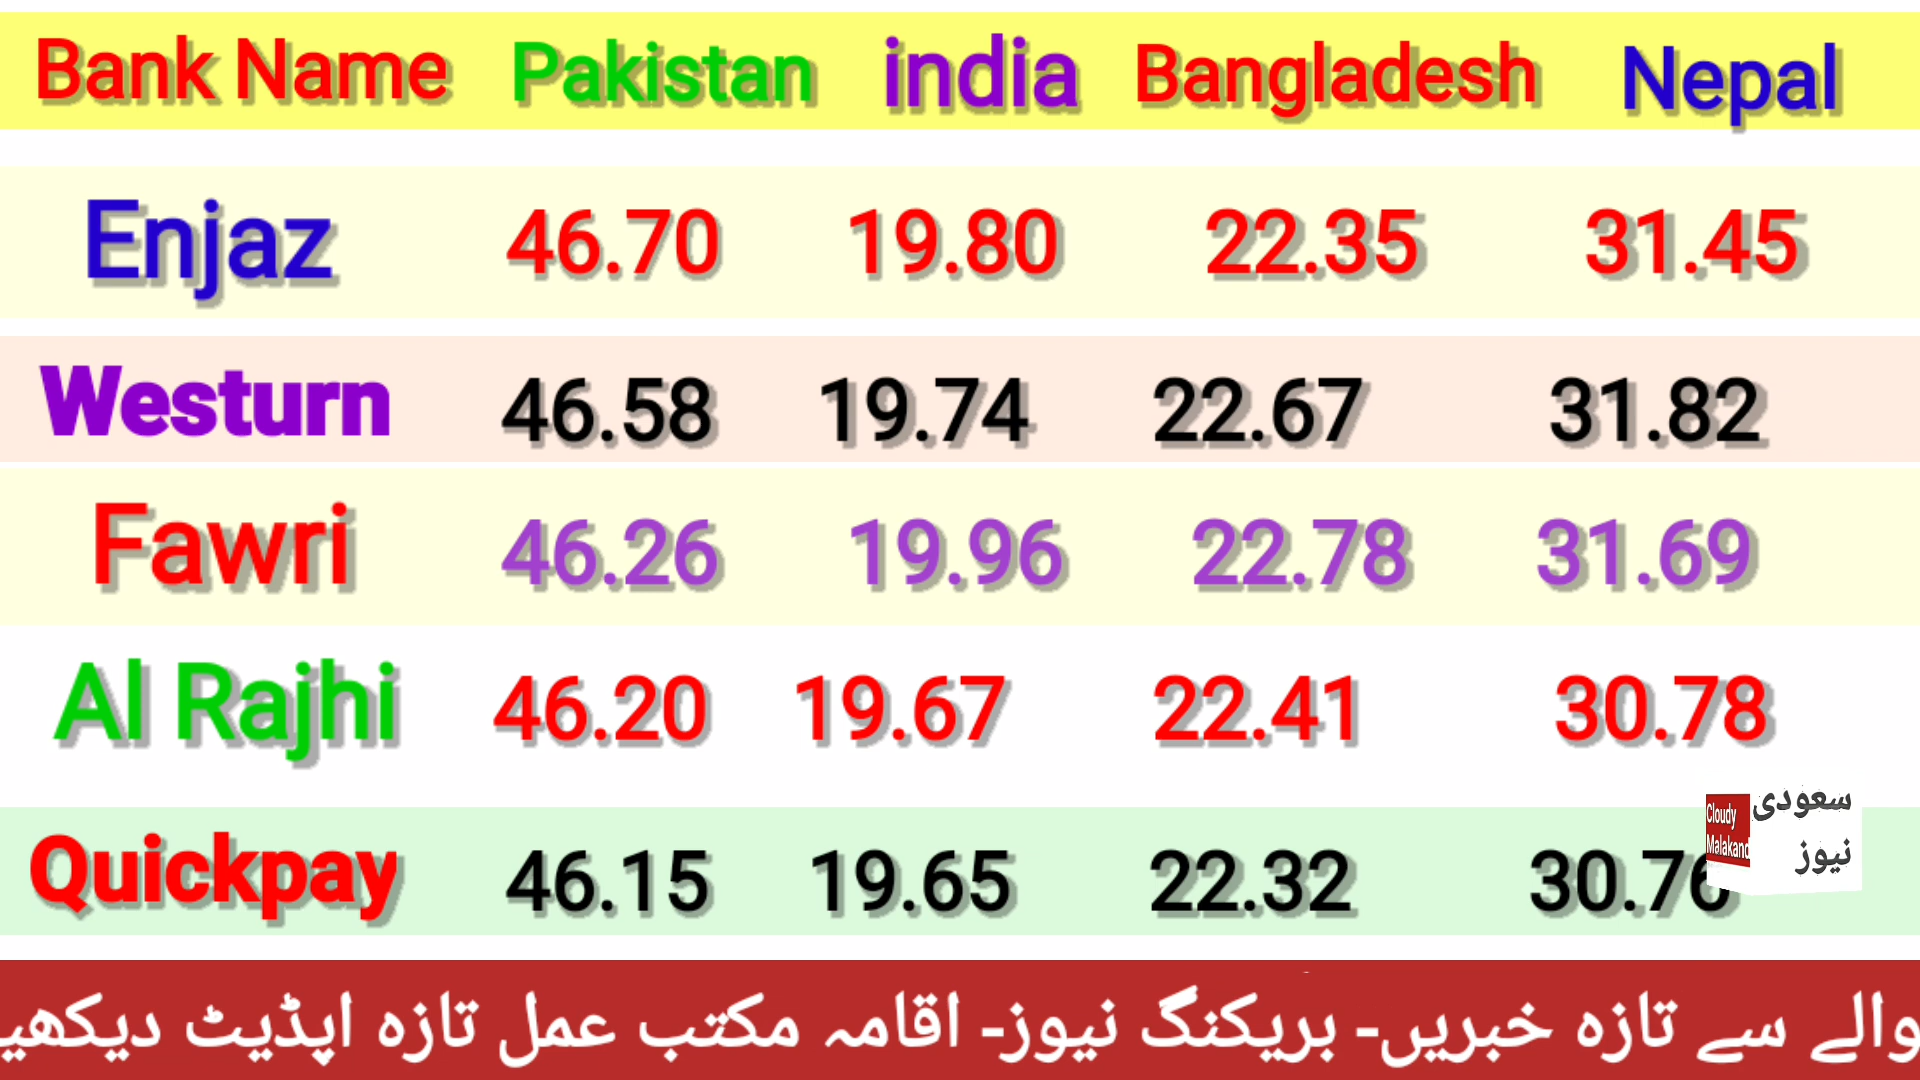 Bank Name Pakistan india Bangladesh Nepal
Enjaz 46.70 19.80 22.35 31.45
Westurn 46.58 19.74 22.67 31.82
Fawri 46.26 19.96 22.78 31.69
Al Rajhi 46.20 19.67 22.41 30.78
Cloudy Malakand
سعودی
نیوز
Quickpay 46.15 19.65 22.32 30.76
والے سے تازہ خبریں- بریکنگ نیوز- اقامہ مکتب عمل تازہ اپڈیٹ دیکھیں